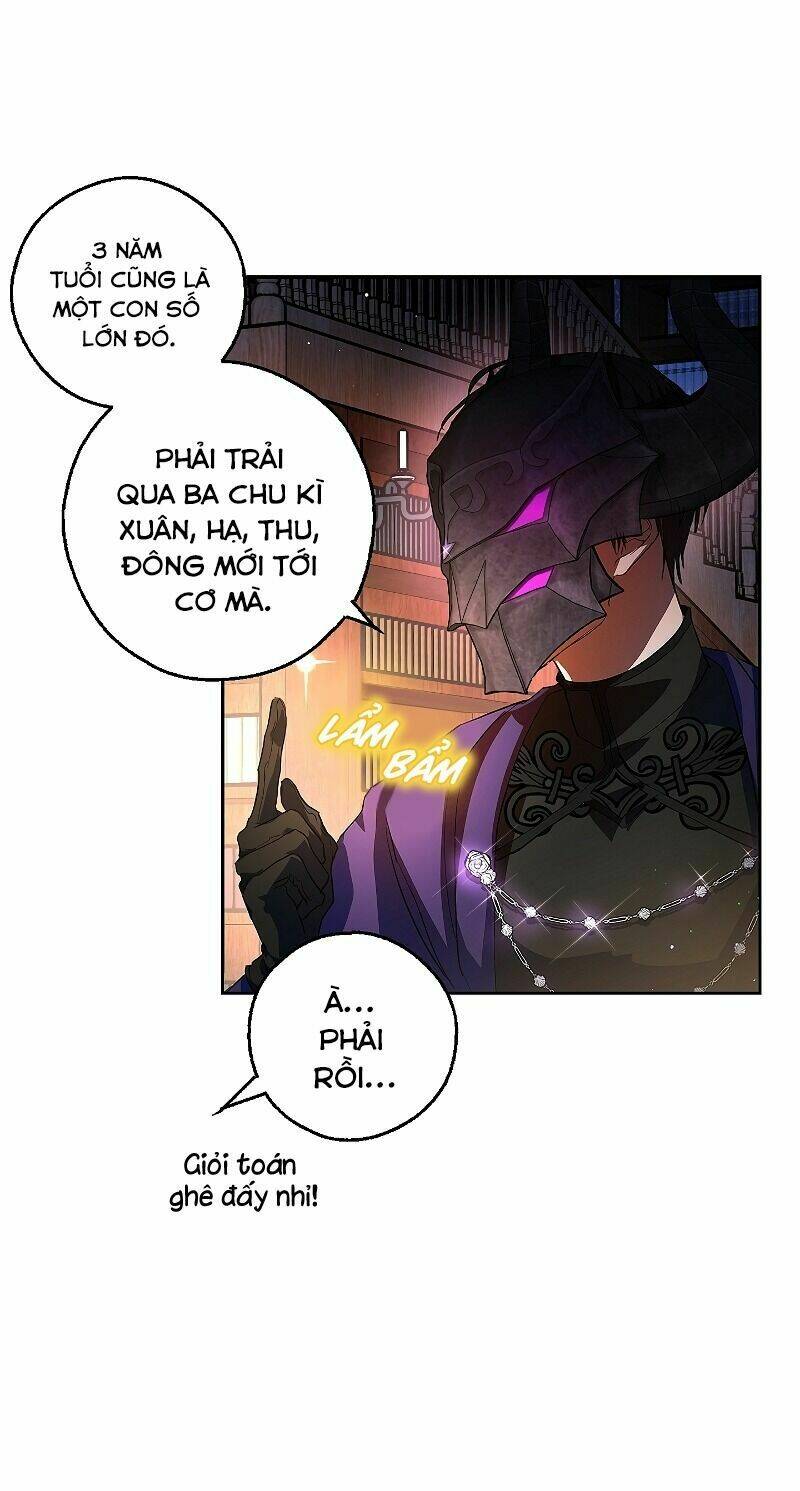 3 NĂM
TUỔI CŨNG LÀ
MỘT CON SỐ
LỚN ĐÓ.
PHẢI TRẢI
QUA BA CHU KÌ
XUÂN, HẠ, THU,
ĐÔNG MỚI TỚI
CƠ MÀ.
LẨM
BẨM
À...
PHẢI
RỒI...
Giỏi toán
ghê đấy nhỉ!